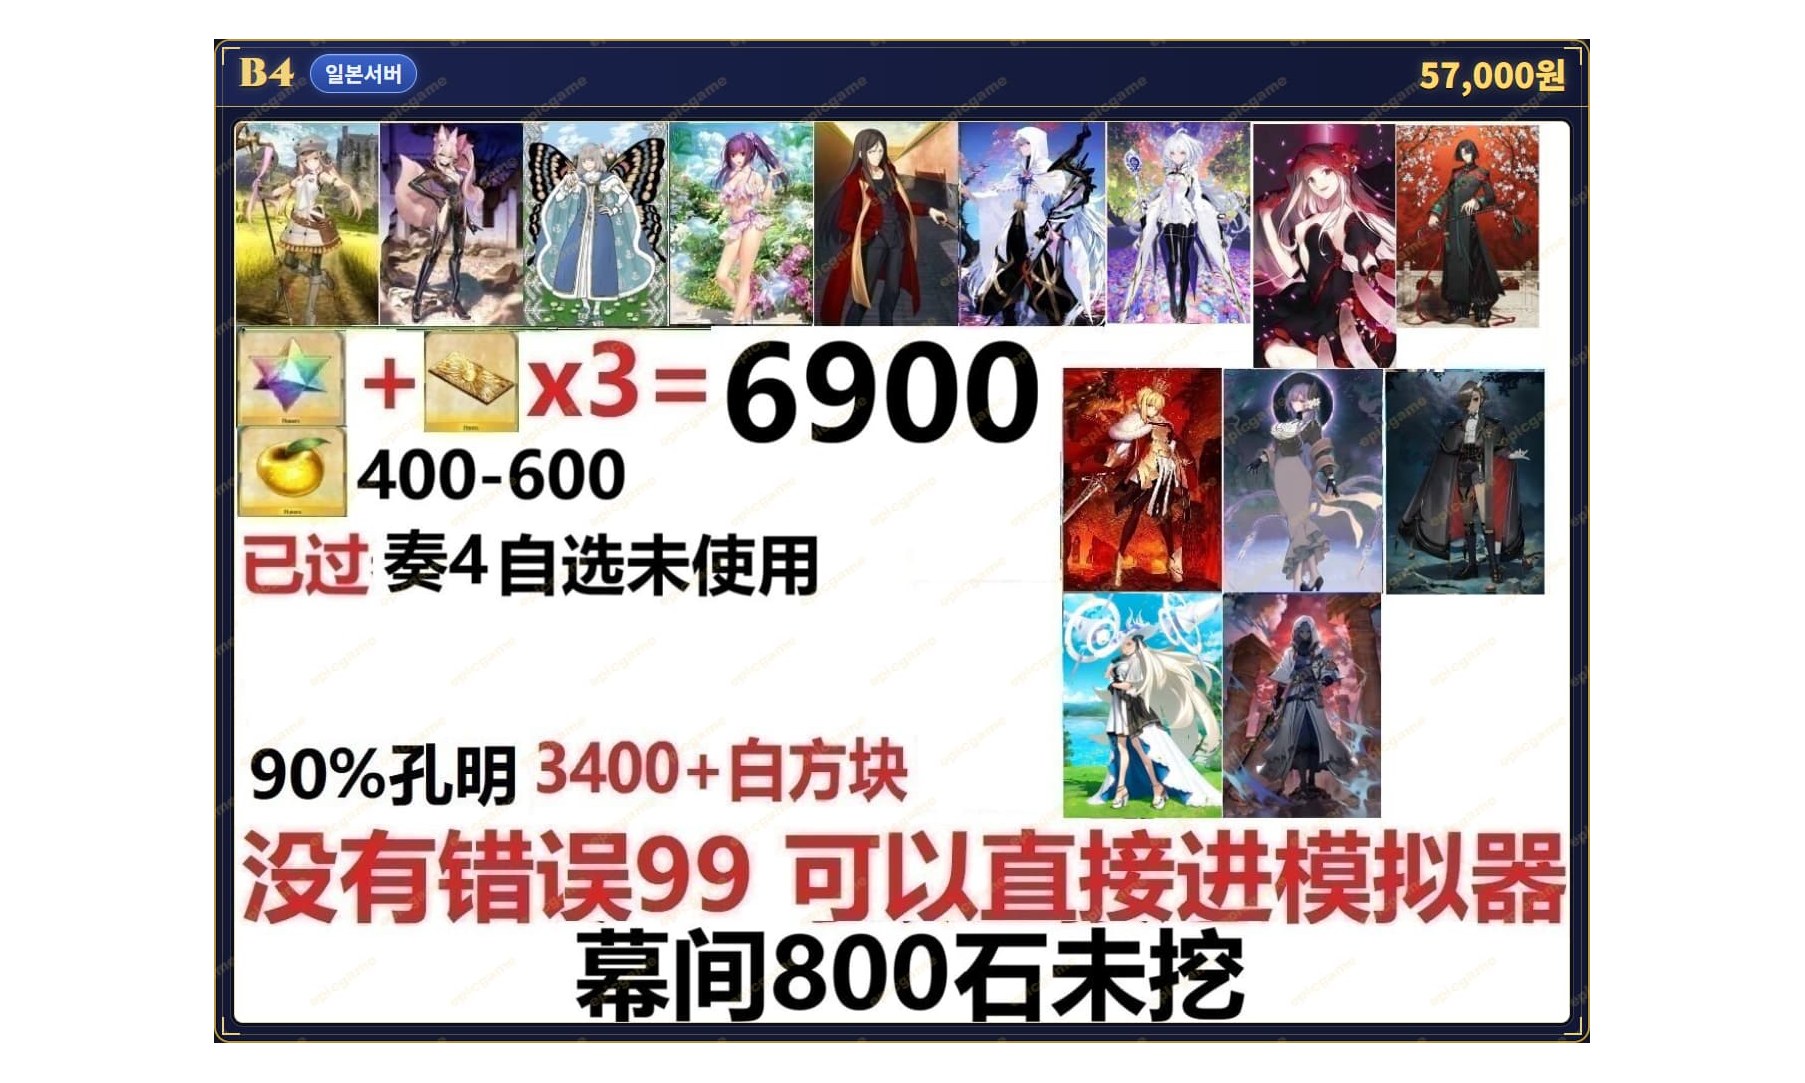 B4 일본서버 57,000원
+ x3= 6900
400-600
已过 奏4自选未使用
90%孔明 3400+白方块
没有错误99 可以直接进模拟器
幕间800石未挖
epicgame